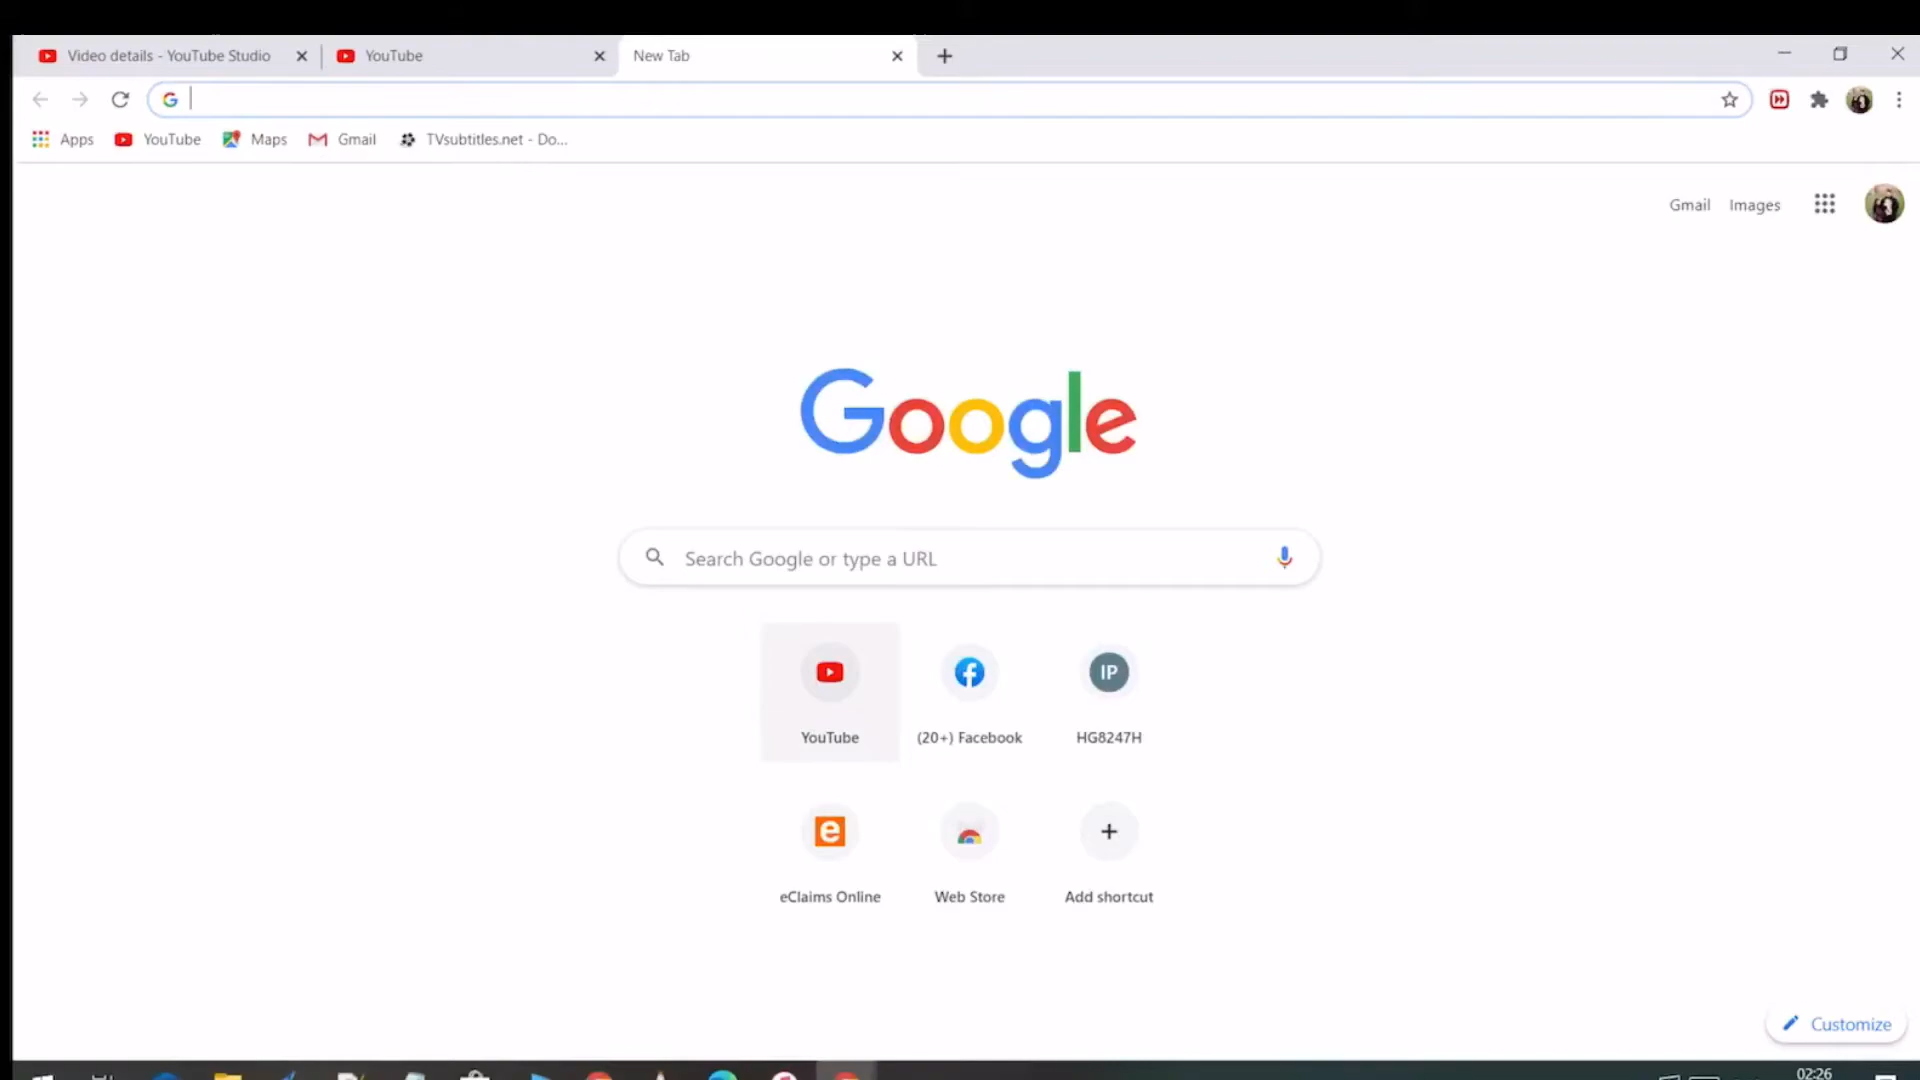 Video details - YouTube Studio
YouTube
New Tab
Apps
YouTube
Maps
Gmail
TVsubtitles.net - Do...
Gmail
Images
Google
Search Google or type a URL
YouTube
(20+) Facebook
IP
HG8247H
e
eClaims Online
Web Store
Add shortcut
Customize
02:26